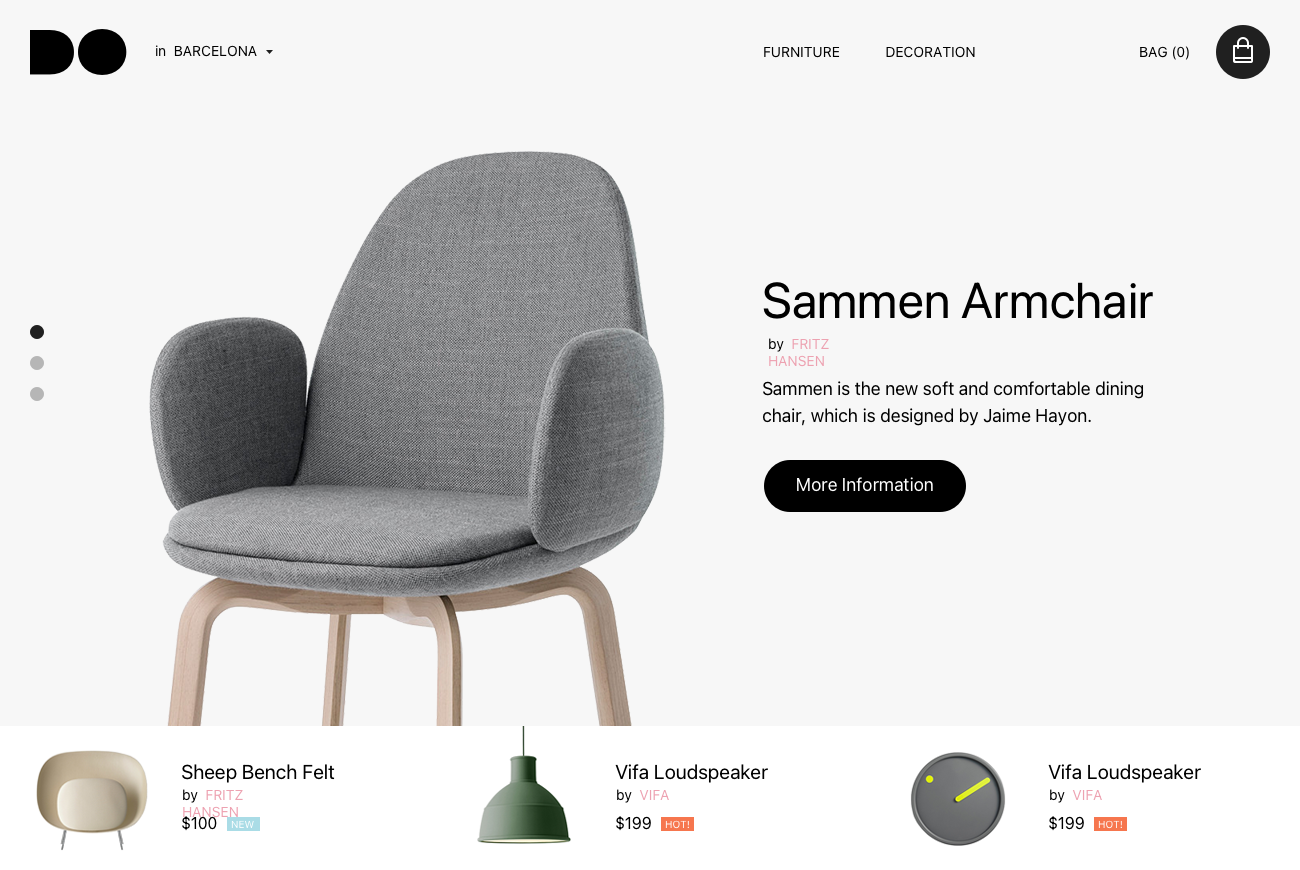 DO
in BARCELONA
FURNITURE
DECORATION
BAG (0)
Sammen Armchair
by FRITZ
HANSEN
Sammen is the new soft and comfortable dining
chair, which is designed by Jaime Hayon.
More Information
Sheep Bench Felt
by FRITZ
HANSEN
$100 NEW
Vifa Loudspeaker
by VIFA
$199 HOT!
Vifa Loudspeaker
by VIFA
$199 HOT!